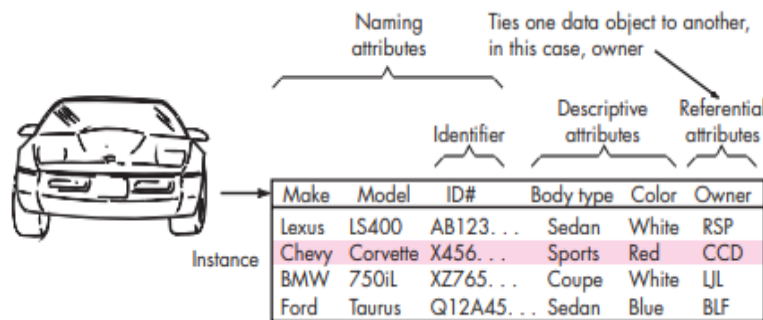 Naming
attributes
Ties one data object to another,
in this case, owner
Identifier
Descriptive
attributes
Referential
attributes
Instance
Make Model ID# Body type Color Owner
Lexus LS400 AB123. . . Sedan White RSP
Chevy Corvette X456. . . Sports Red CCD
BMW 750iL XZ765. . . Coupe White LJL
Ford Taurus Q12A45. . . Sedan Blue BLF